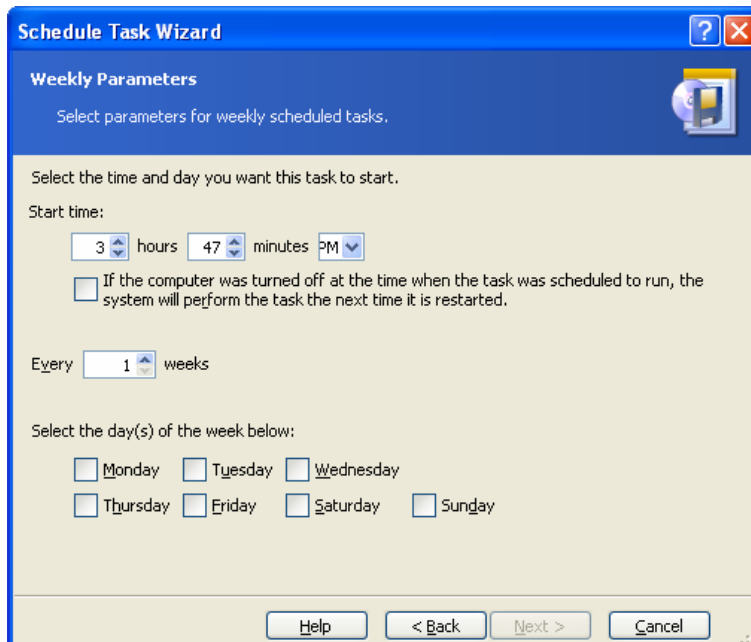 Schedule Task Wizard
Weekly Parameters
Select parameters for weekly scheduled tasks.
Select the time and day you want this task to start.
Start time:
3 hours 47 minutes PM
If the computer was turned off at the time when the task was scheduled to run, the
system will perform the task the next time it is restarted.
Every 1 weeks
Select the day(s) of the week below:
Monday Tuesday Wednesday
Thursday Friday Saturday Sunday
Help < Back Next > Cancel